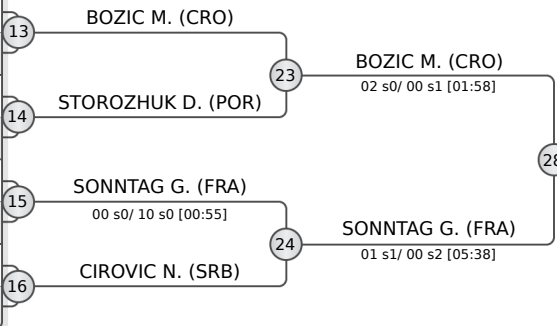 BOZIC M. (CRO)
13
BOZIC M. (CRO)
23
02 s0/ 00 s1 [01:58]
STOROZHUK D. (POR)
14
28
SONNTAG G. (FRA)
15
00 s0/ 10 s0 [00:55]
SONNTAG G. (FRA)
24
01 s1/ 00 s2 [05:38]
CIROVIC N. (SRB)
16